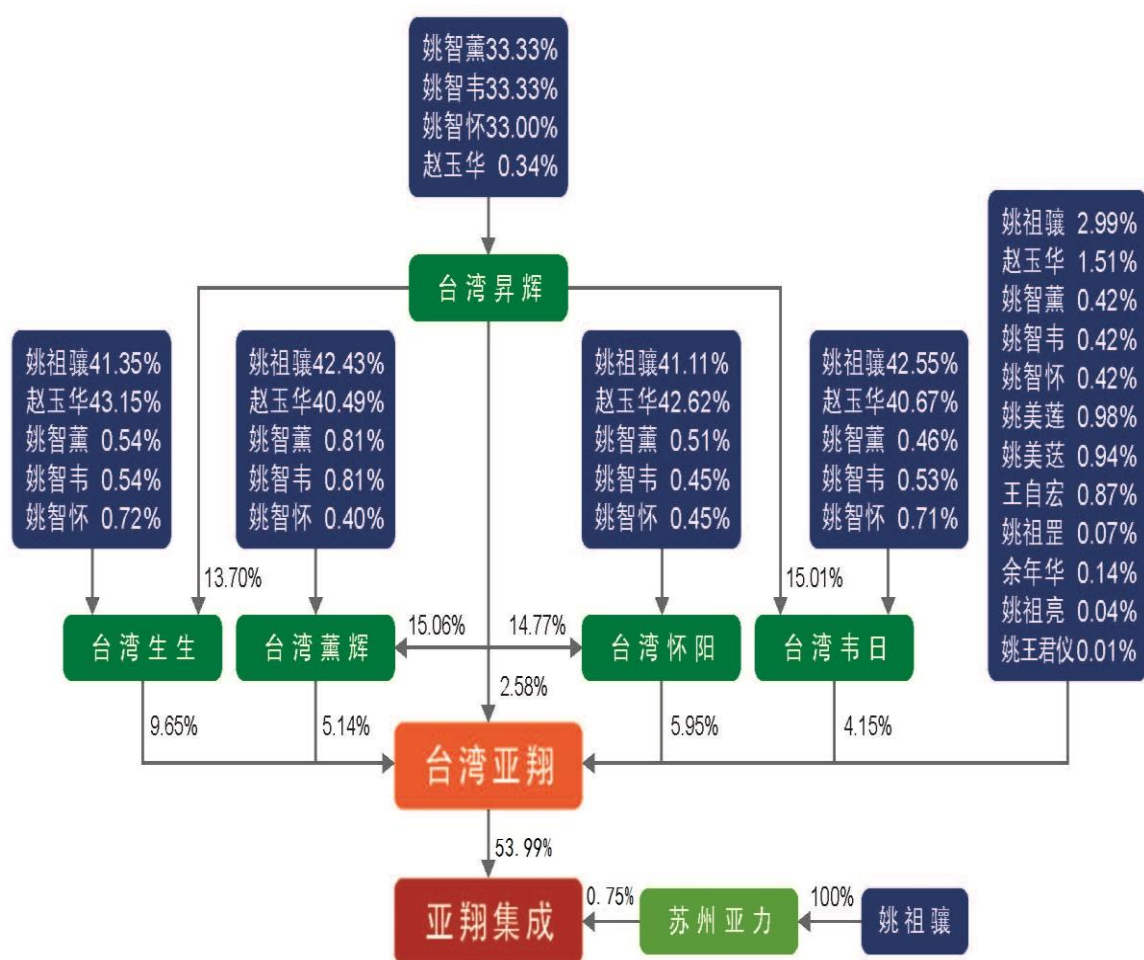 姚智薰33.33%
姚智韦33.33%
姚智怀33.00%
赵玉华 0.34%
台湾昇辉
姚祖骧41.35%
赵玉华43.15%
姚智薰 0.54%
姚智韦 0.54%
姚智怀 0.72%
姚祖骧42.43%
赵玉华40.49%
姚智薰 0.81%
姚智韦 0.81%
姚智怀 0.40%
姚祖骧41.11%
赵玉华42.62%
姚智薰 0.51%
姚智韦 0.45%
姚智怀 0.45%
姚祖骧42.55%
赵玉华40.67%
姚智薰 0.46%
姚智韦 0.53%
姚智怀 0.71%
姚祖骧 2.99%
赵玉华 1.51%
姚智薰 0.42%
姚智韦 0.42%
姚智怀 0.42%
姚美莲 0.98%
姚美莛 0.94%
王自宏 0.87%
姚祖罡 0.07%
余年华 0.14%
姚祖亮 0.04%
姚王君仪0.01%
13.70%
15.01%
台湾生生
台湾薰辉
15.06%
14.77%
台湾怀阳
台湾韦日
2.58%
9.65%
5.14%
5.95%
4.15%
台湾亚翔
53.99%
亚翔集成
0.75%
苏州亚力
100%
姚祖骧